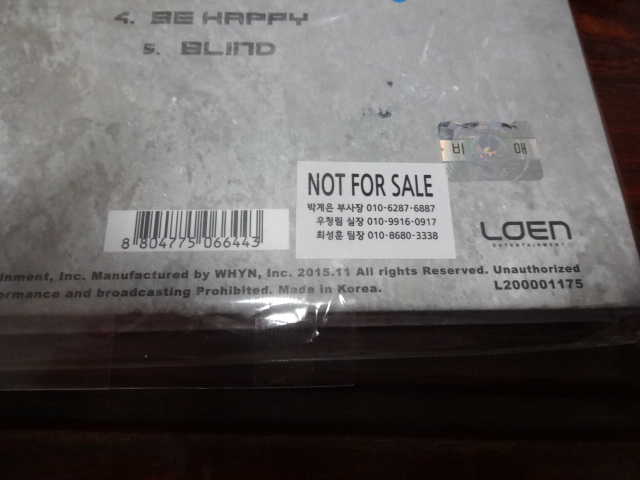 4. BE HAPPY
5. BLIND
비 매
NOT FOR SALE
박계은 부사장 010-6287-6887
우청림 실장 010-9916-0917
최성훈 팀장 010-8680-3338
8 804775 066443
LOEN
ENTERTAINMENT
inment, Inc. Manufactured by WHYN, Inc. 2015.11 All rights Reserved. Unauthorized
ormance and broadcasting Prohibited. Made In Korea.
L200001175